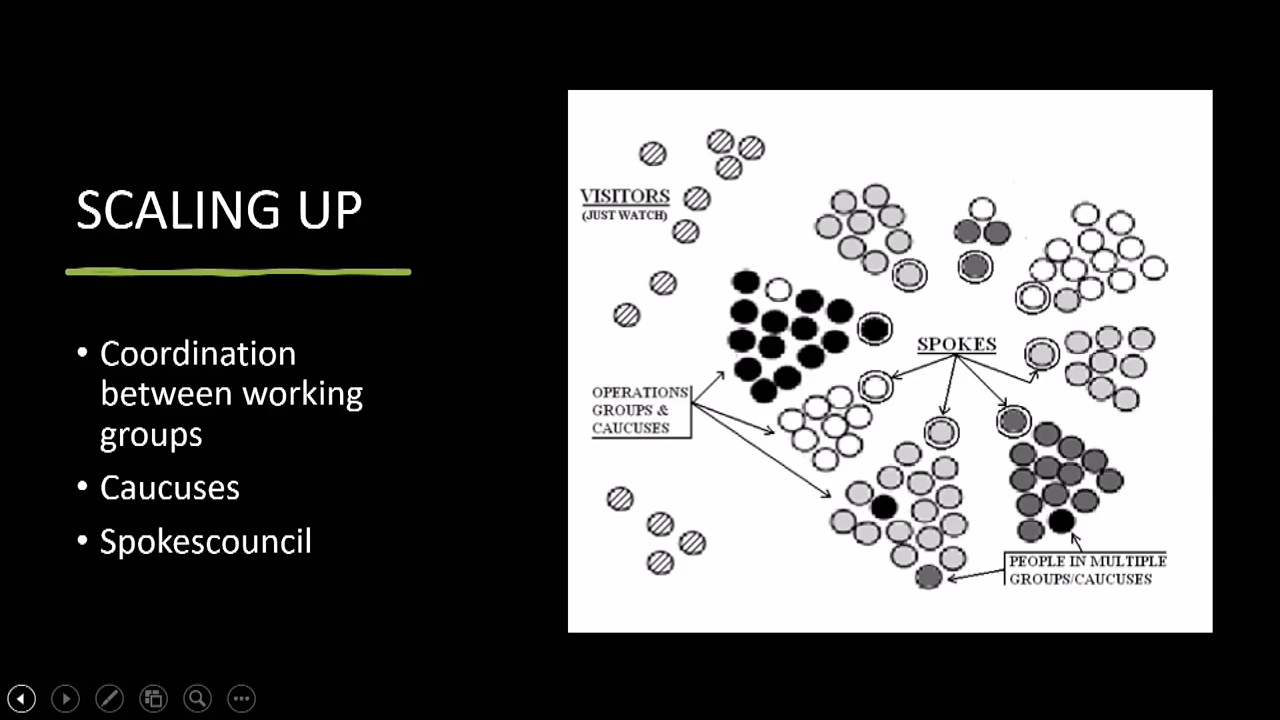 SCALING UP
• Coordination
between working
groups
• Caucuses
• Spokescouncil
VISITORS
(JUST WATCH)
SPOKES
OPERATIONS
GROUPS &
CAUCUSES
PEOPLE IN MULTIPLE
GROUPS/CAUCUSES